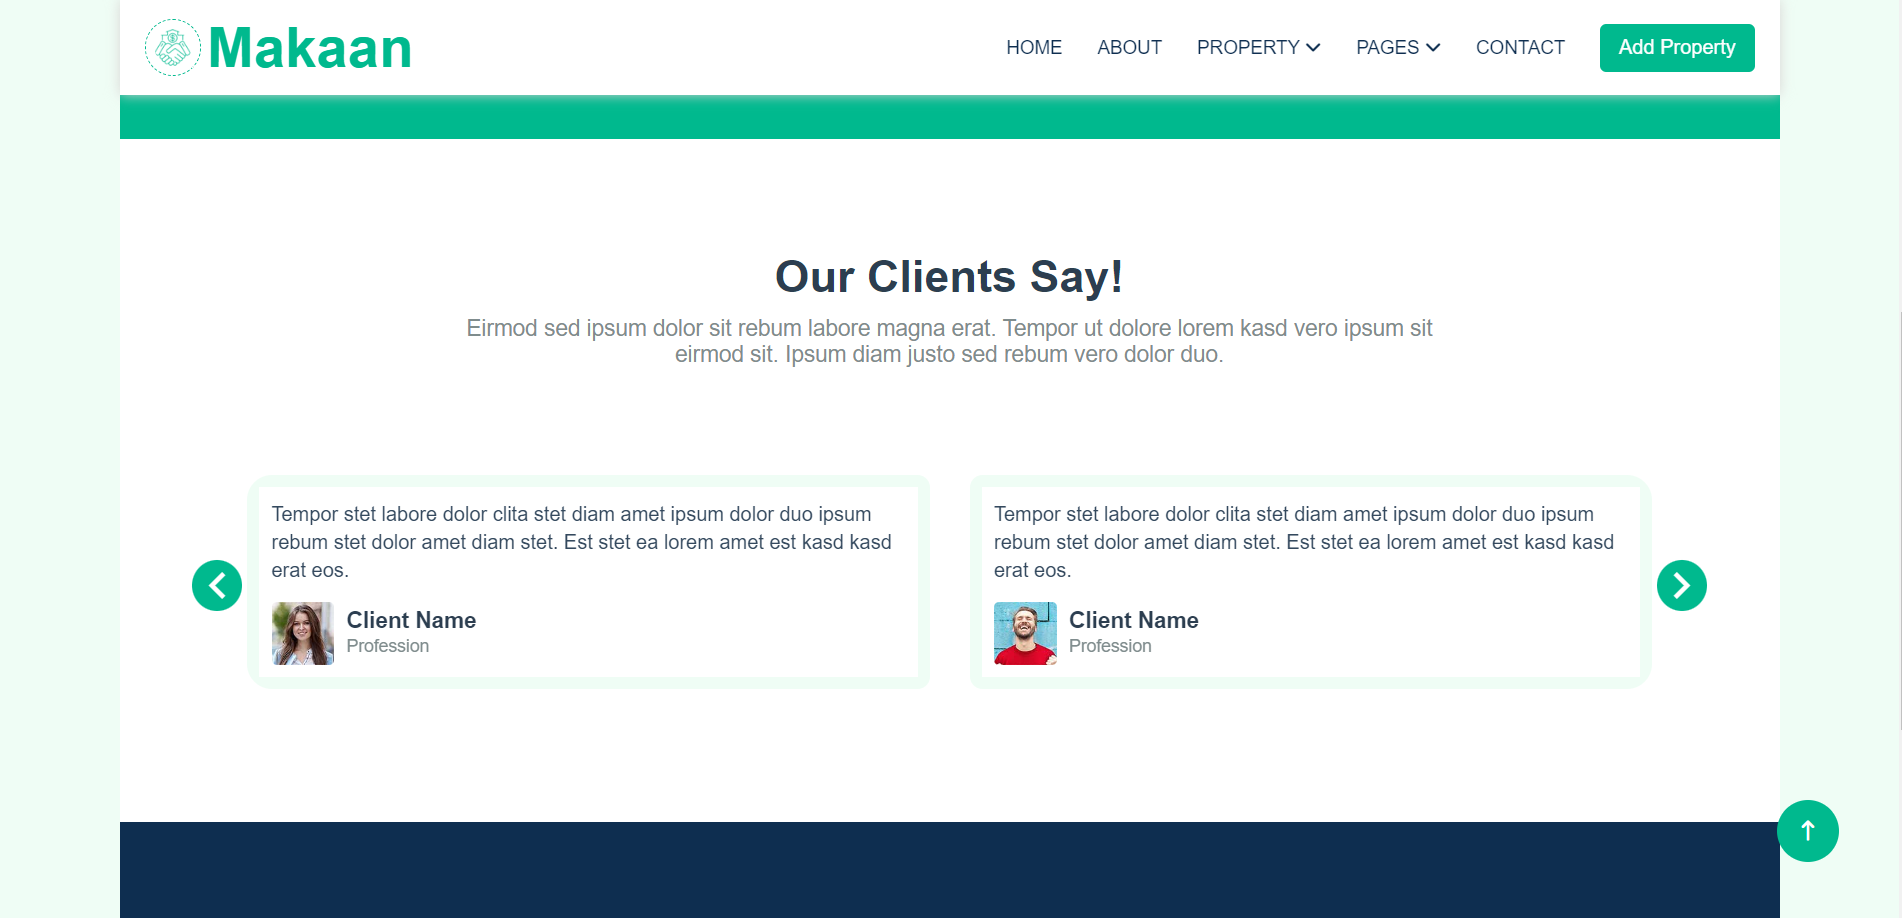 Makaan
HOME ABOUT PROPERTY PAGES CONTACT Add Property
Our Clients Say!
Eirmod sed ipsum dolor sit rebum labore magna erat. Tempor ut dolore lorem kasd vero ipsum sit
eirmod sit. Ipsum diam justo sed rebum vero dolor duo.
Tempor stet labore dolor clita stet diam amet ipsum dolor duo ipsum
rebum stet dolor amet diam stet. Est stet ea lorem amet est kasd kasd
erat eos.
Client Name
Profession
Tempor stet labore dolor clita stet diam amet ipsum dolor duo ipsum
rebum stet dolor amet diam stet. Est stet ea lorem amet est kasd kasd
erat eos.
Client Name
Profession